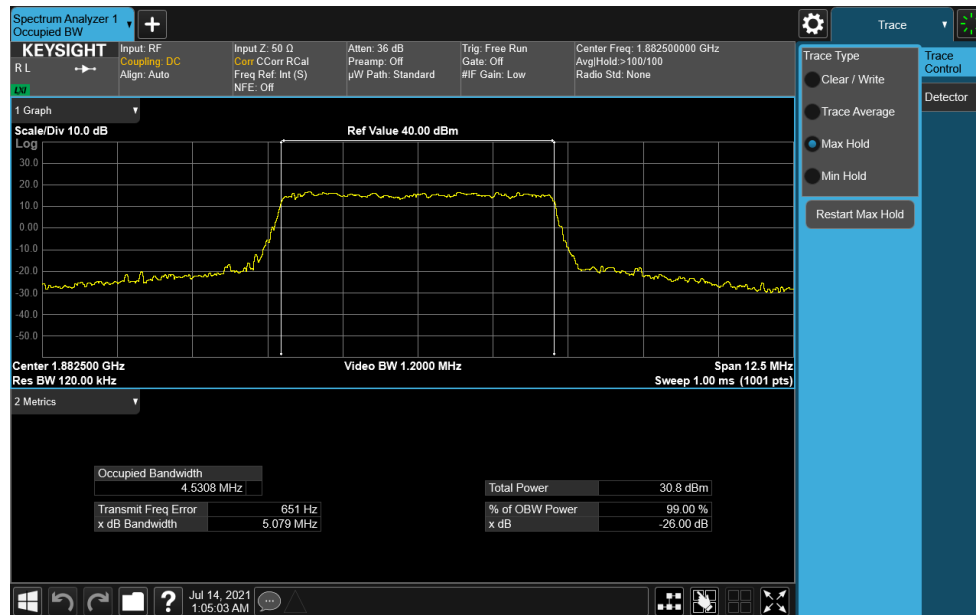 Spectrum Analyzer 1
Occupied BW
Trace
KEYSIGHT
R L
LXI
Input: RF
Coupling: DC
Align: Auto
Input Z: 50 Ω
Corr CCorr RCal
Freq Ref: Int (S)
NFE: Off
Atten: 36 dB
Preamp: Off
µW Path: Standard
Trig: Free Run
Gate: Off
#IF Gain: Low
Center Freq: 1.882500000 GHz
Avg|Hold:>100/100
Radio Std: None
Trace Type
Clear / Write
Trace Average
Max Hold
Min Hold
Restart Max Hold
Trace
Control
Detector
1 Graph
Scale/Div 10.0 dB
Ref Value 40.00 dBm
Log
30.0
20.0
10.0
0.00
-10.0
-20.0
-30.0
-40.0
-50.0
Center 1.882500 GHz
Video BW 1.2000 MHz
Span 12.5 MHz
Res BW 120.00 kHz
Sweep 1.00 ms (1001 pts)
2 Metrics
Occupied Bandwidth
4.5308 MHz
Transmit Freq Error 651 Hz
x dB Bandwidth 5.079 MHz
Total Power 30.8 dBm
% of OBW Power 99.00 %
x dB -26.00 dB
Jul 14, 2021
1:05:03 AM